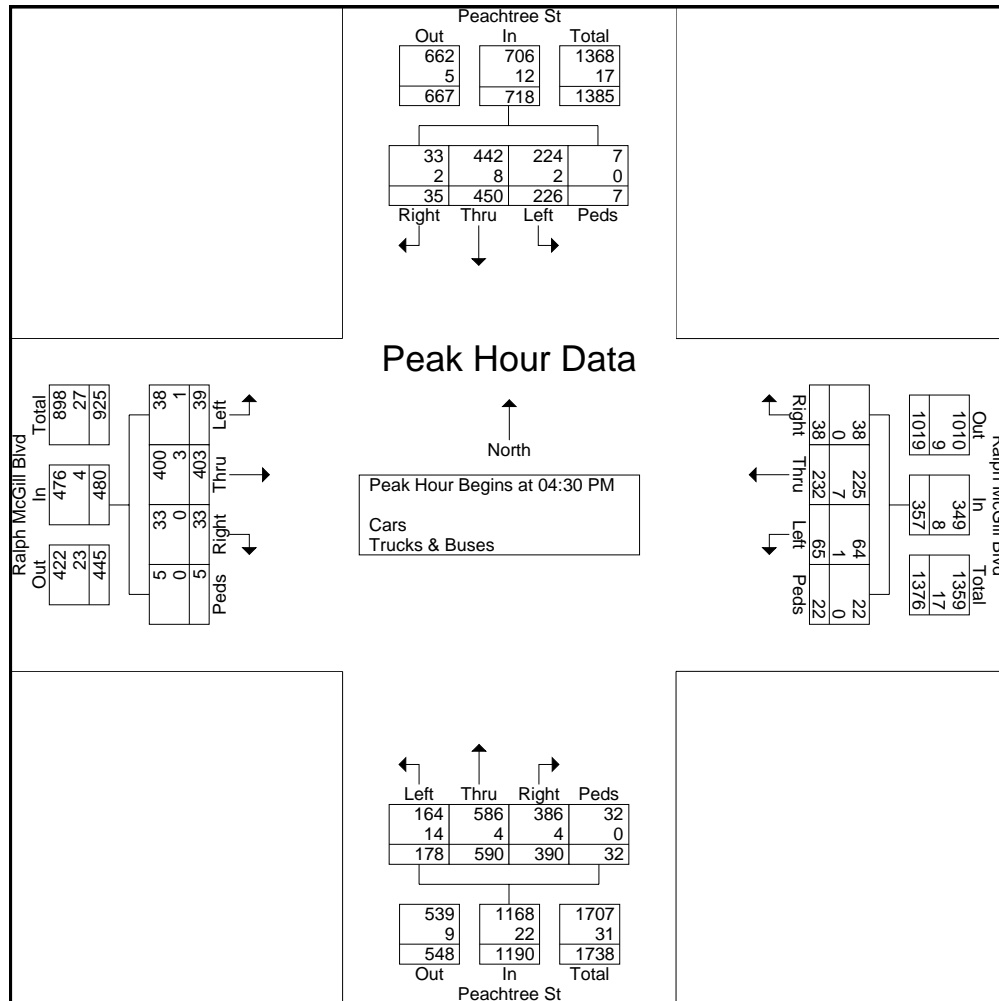 Peachtree St
Out In Total
662 706 1368
5 12 17
667 718 1385
33 442 224 7
2 8 2 0
35 450 226 7
Right Thru Left Peds
Peak Hour Data
North
Peak Hour Begins at 04:30 PM
Cars
Trucks & Buses
Ralph McGill Blvd
Total In Out
898 476 422
27 4 23
925 480 445
38 400 33 5
1 3 0 0
39 403 33 5
Left Thru Right Peds
Right Thru Left Peds
38 232 65 22
0 7 1 0
38 225 64 22
1019 357 1376
9 8 17
1010 349 1359
Out In Total
Ralph McGill Blvd
Left Thru Right Peds
164 586 386 32
14 4 4 0
178 590 390 32
539 1168 1707
9 22 31
548 1190 1738
Out In Total
Peachtree St